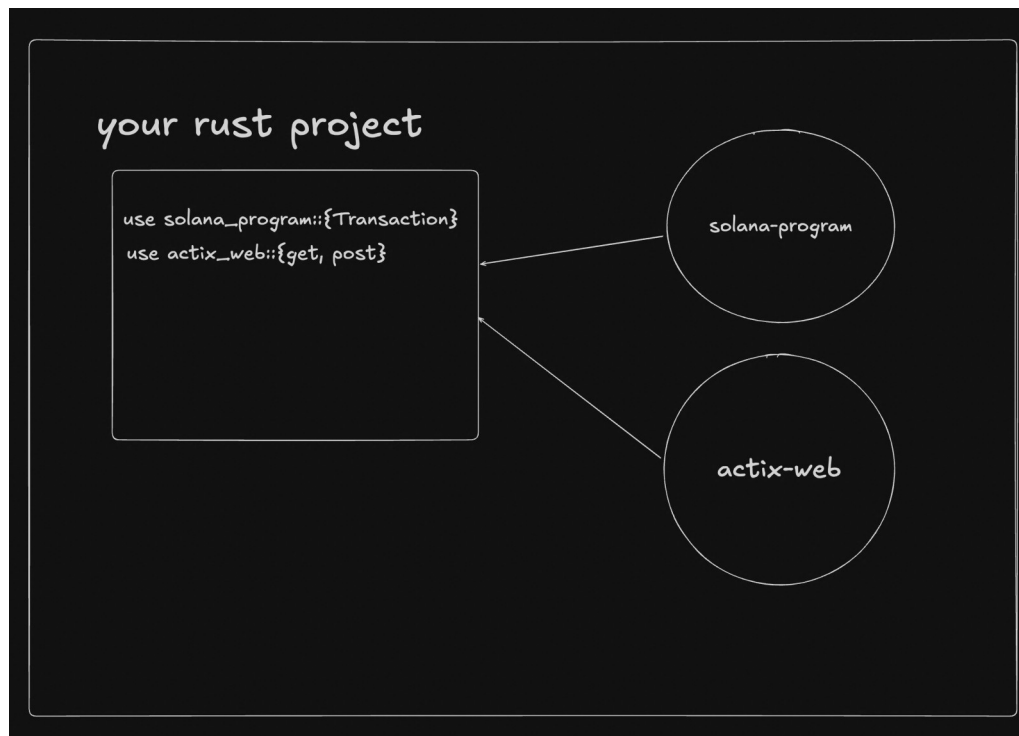 your rust project
use solana_program::{Transaction}
use actix_web::{get, post}
solana-program
actix-web